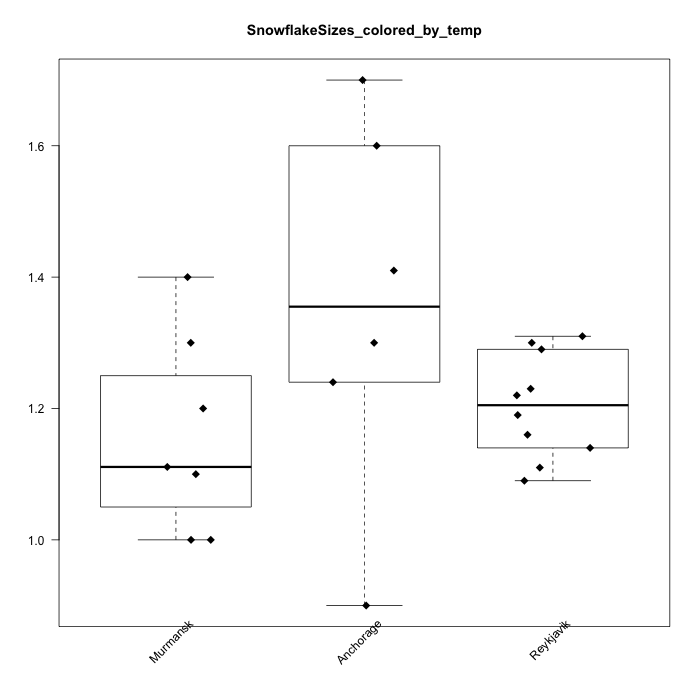 SnowflakeSizes_colored_by_temp
1.6
1.4
1.2
1.0
Murmansk
Anchorage
Reykjavik